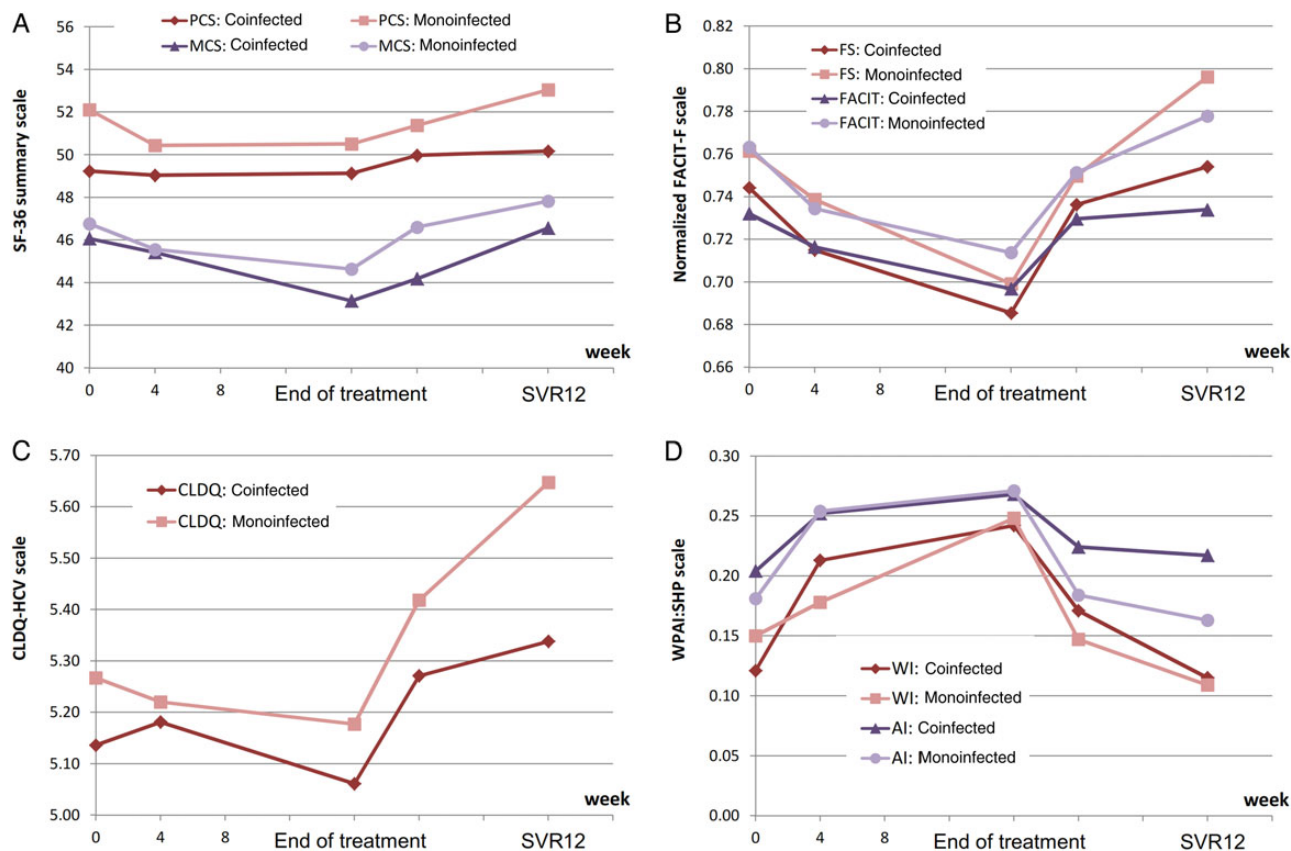 A
SF-36 summary scale
PCS: Coinfected
PCS: Monoinfected
MCS: Coinfected
MCS: Monoinfected
56
54
52
50
48
46
44
42
40
week
0 4 8 End of treatment SVR12
B
Normalized FACIT-F scale
FS: Coinfected
FS: Monoinfected
FACIT: Coinfected
FACIT: Monoinfected
0.82
0.80
0.78
0.76
0.74
0.72
0.70
0.68
0.66
week
0 4 8 End of treatment SVR12
C
CLDQ-HCV scale
CLDQ: Coinfected
CLDQ: Monoinfected
5.70
5.60
5.50
5.40
5.30
5.20
5.10
5.00
week
0 4 8 End of treatment SVR12
D
WPAI:SHP scale
0.30
0.25
0.20
0.15
0.10
0.05
0.00
WI: Coinfected
WI: Monoinfected
AI: Coinfected
AI: Monoinfected
week
0 4 8 End of treatment SVR12